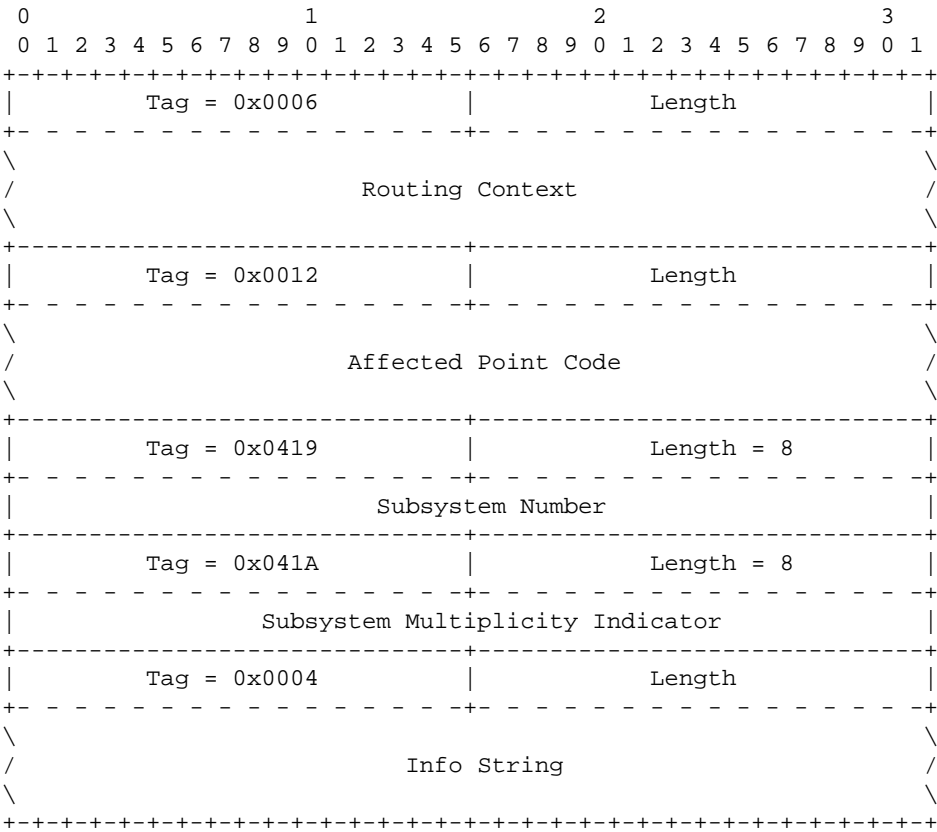 0                   1                   2                   3
 0 1 2 3 4 5 6 7 8 9 0 1 2 3 4 5 6 7 8 9 0 1 2 3 4 5 6 7 8 9 0 1
+-+-+-+-+-+-+-+-+-+-+-+-+-+-+-+-+-+-+-+-+-+-+-+-+-+-+-+-+-+-+-+-+
|         Tag = 0x0006          |            Length             |
+- - - - - - - - - - - - - - - -+- - - - - - - - - - - - - - - -+
\                                                               \
/                        Routing Context                        /
\                                                               \
+-------------------------------+-------------------------------+
|         Tag = 0x0012          |            Length             |
+- - - - - - - - - - - - - - - -+- - - - - - - - - - - - - - - -+
\                                                               \
/                       Affected Point Code                     /
\                                                               \
+-------------------------------+-------------------------------+
|         Tag = 0x0419          |            Length = 8         |
+- - - - - - - - - - - - - - - -+- - - - - - - - - - - - - - - -+
|                         Subsystem Number                      |
+-------------------------------+-------------------------------+
|         Tag = 0x041A          |            Length = 8         |
+- - - - - - - - - - - - - - - -+- - - - - - - - - - - - - - - -+
|                 Subsystem Multiplicity Indicator              |
+-------------------------------+-------------------------------+
|         Tag = 0x0004          |            Length             |
+- - - - - - - - - - - - - - - -+- - - - - - - - - - - - - - - -+
\                                                               \
/                           Info String                         /
\                                                               \
+-+-+-+-+-+-+-+-+-+-+-+-+-+-+-+-+-+-+-+-+-+-+-+-+-+-+-+-+-+-+-+-+